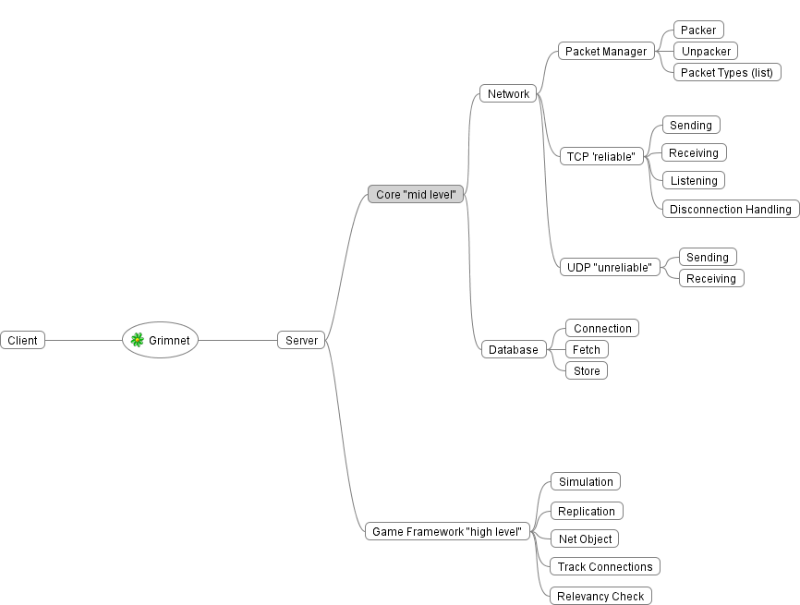 Client
Grimnet
Server
Core "mid level"
Network
Packet Manager
Packer
Unpacker
Packet Types (list)
TCP 'reliable"
Sending
Receiving
Listening
Disconnection Handling
UDP "unreliable"
Sending
Receiving
Database
Connection
Fetch
Store
Game Framework "high level"
Simulation
Replication
Net Object
Track Connections
Relevancy Check